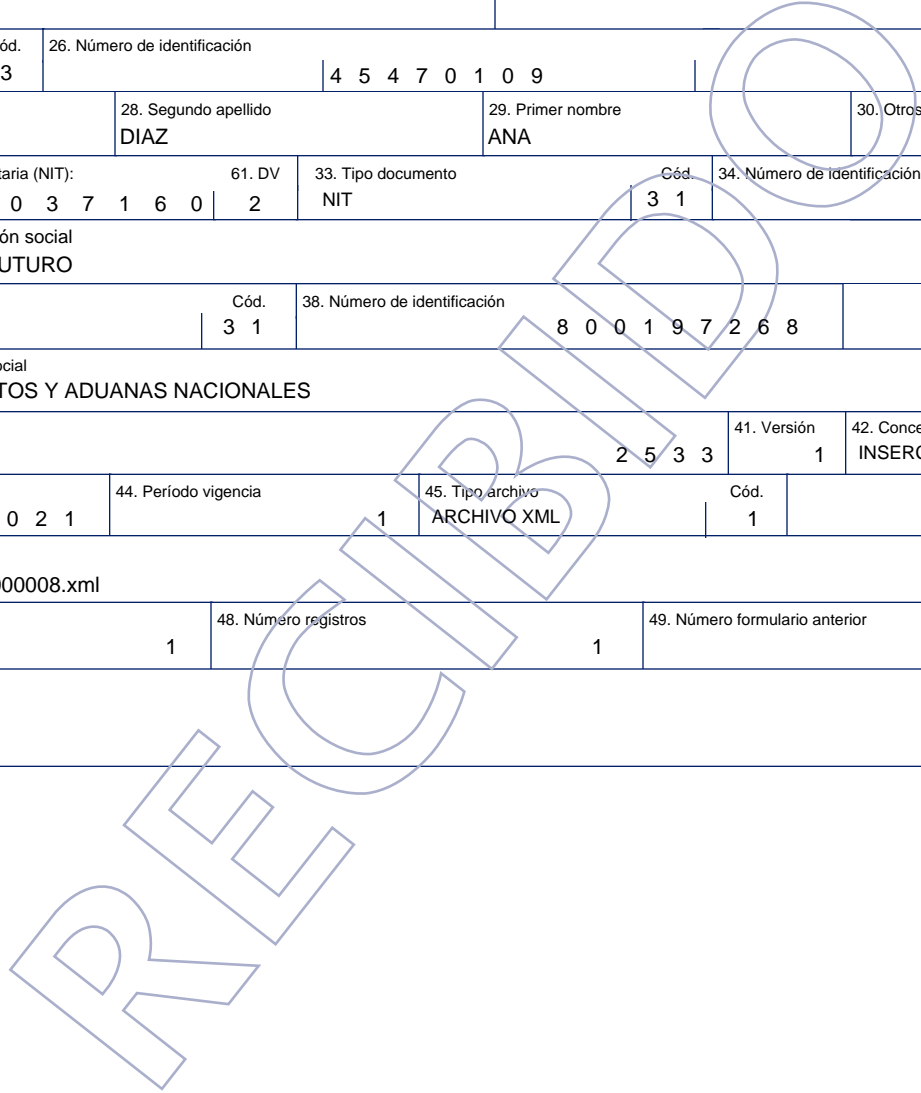 ód. 26. Número de identificación
3 4 5 4 7 0 1 0 9
28. Segundo apellido 29. Primer nombre 30. Otros
DIAZ ANA
taria (NIT): 61. DV 33. Tipo documento Cód. 34. Número de identificación
0 3 7 1 6 0 2 NIT 3 1
ón social
UTURO
Cód. 38. Número de identificación
3 1 8 0 0 1 9 7 2 6 8
ocial
TOS Y ADUANAS NACIONALES
41. Versión 42. Conce
2 5 3 3 1 INSERC
44. Período vigencia 45. Tipo archivo Cód.
0 2 1 1 ARCHIVO XML 1
000008.xml
48. Número registros 49. Número formulario anterior
1 1
RECIBIDO